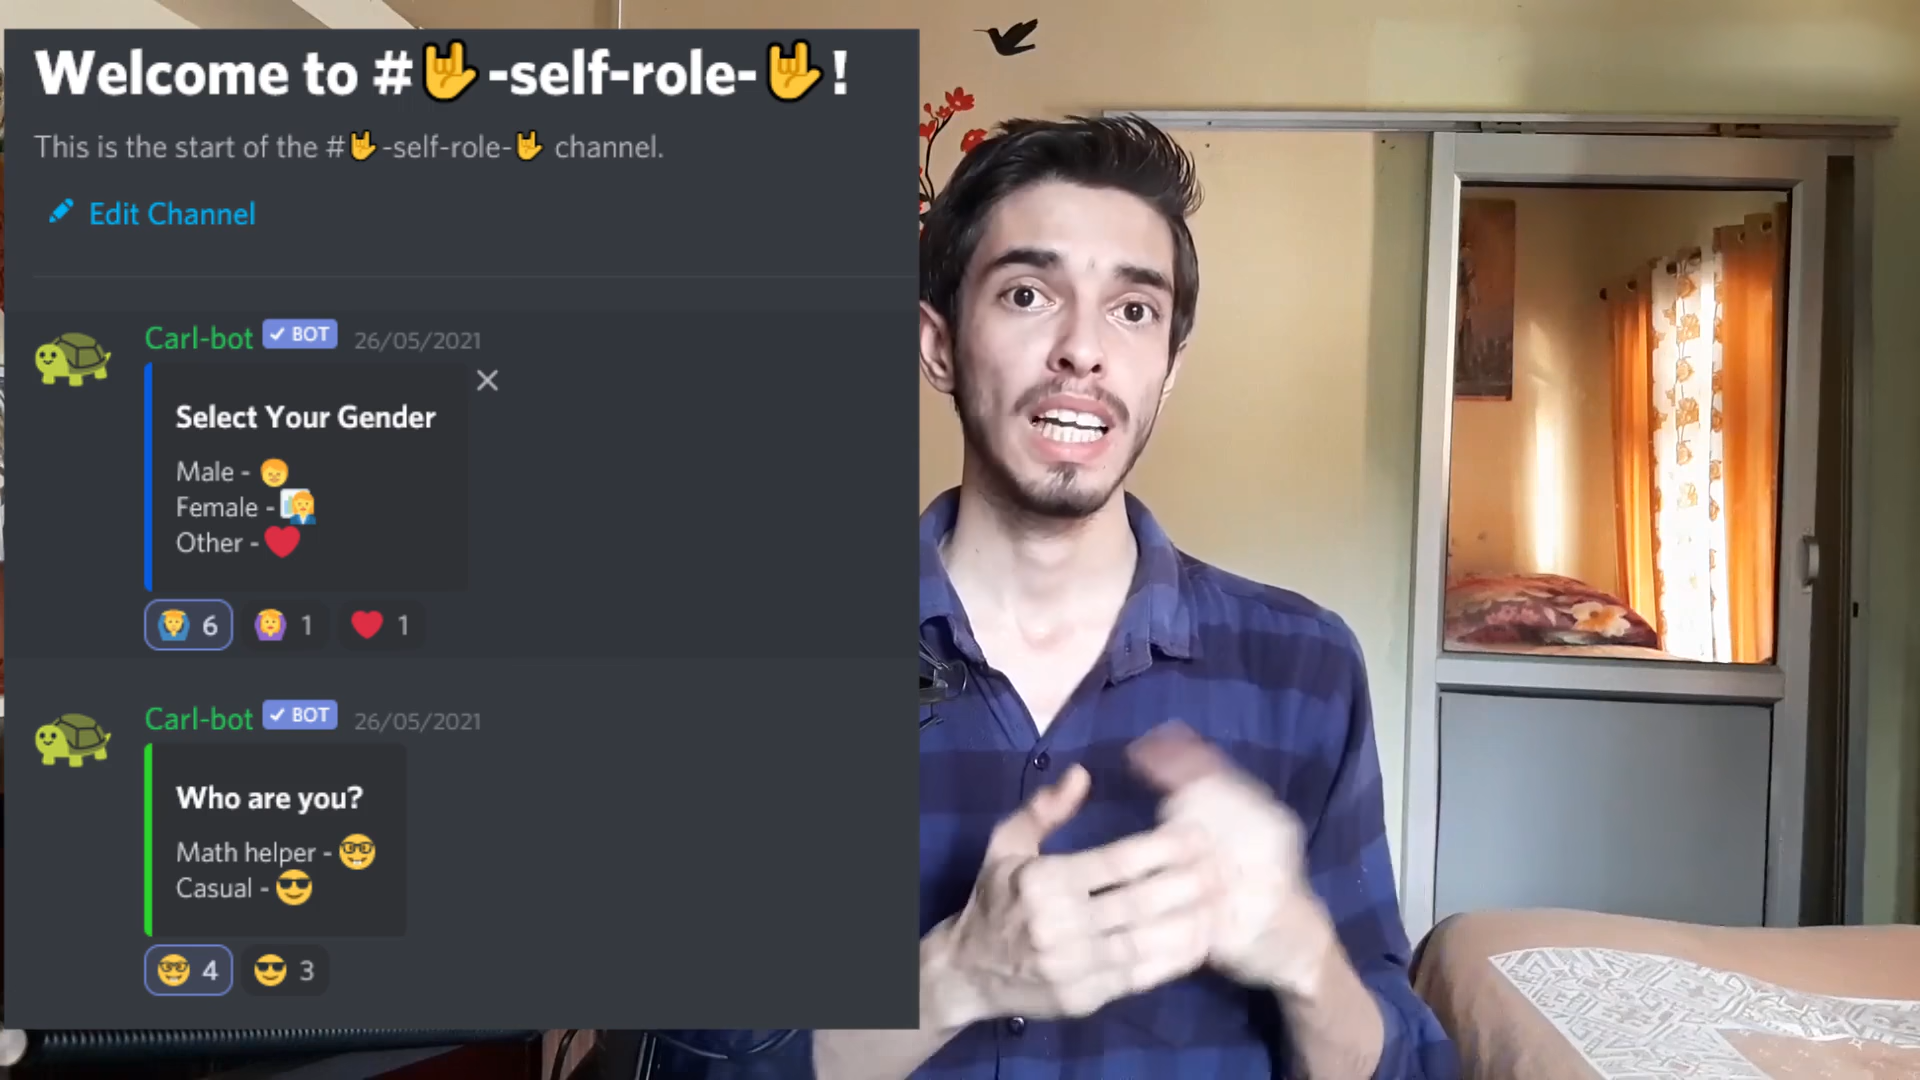 Welcome to #🤟-self-role-🤟!
This is the start of the #🤟-self-role-🤟 channel.
Edit Channel
Carl-bot ✓ BOT 26/05/2021
Select Your Gender
Male - 👨
Female - 👩‍💼
Other - ❤️
6 1 1
Carl-bot ✓ BOT 26/05/2021
Who are you?
Math helper - 🤓
Casual - 😎
🤓 4 😎 3